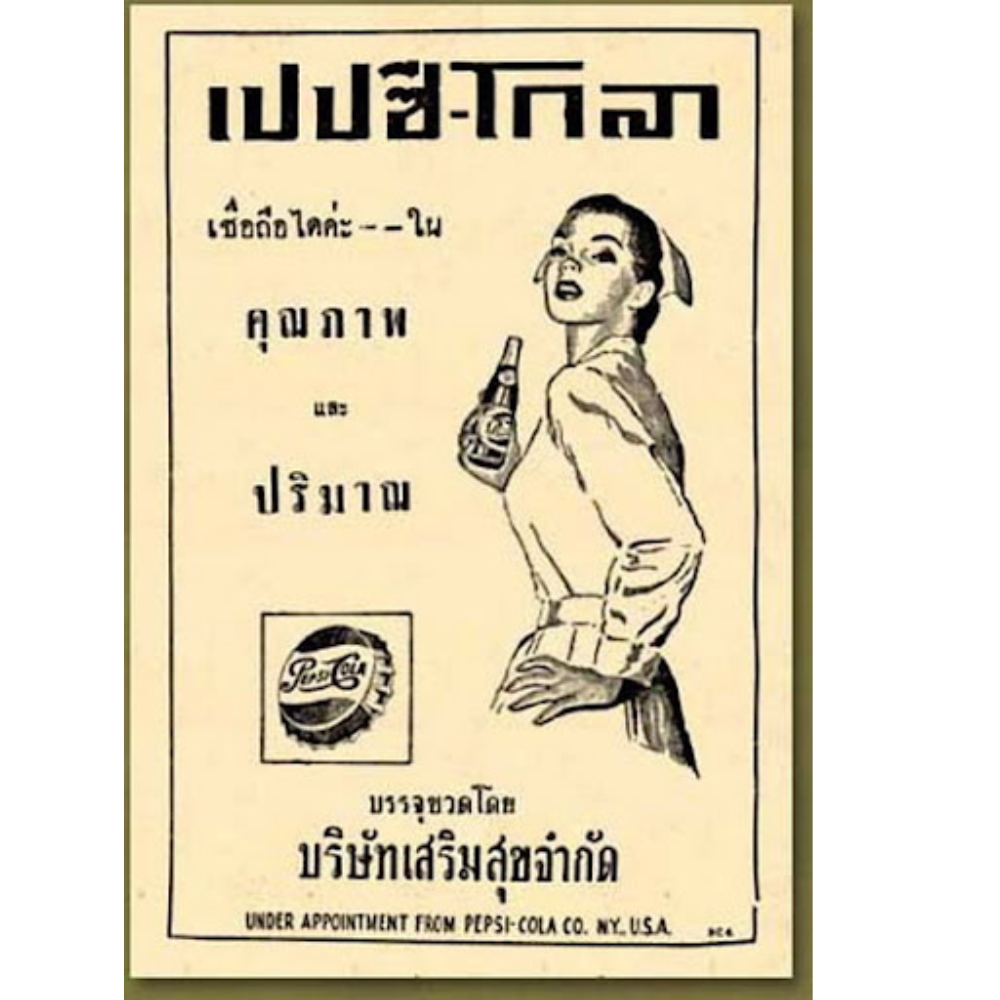 เปปซี-โคลา
เชื่อถือได้ค่ะ---ใน
คุณภาพ
และ
ปริมาณ
PEPSI-COLA
บรรจุขวดโดย
บริษัทเสริมสุขจำกัด
UNDER APPOINTMENT FROM PEPSI-COLA CO. N.Y., U.S.A.